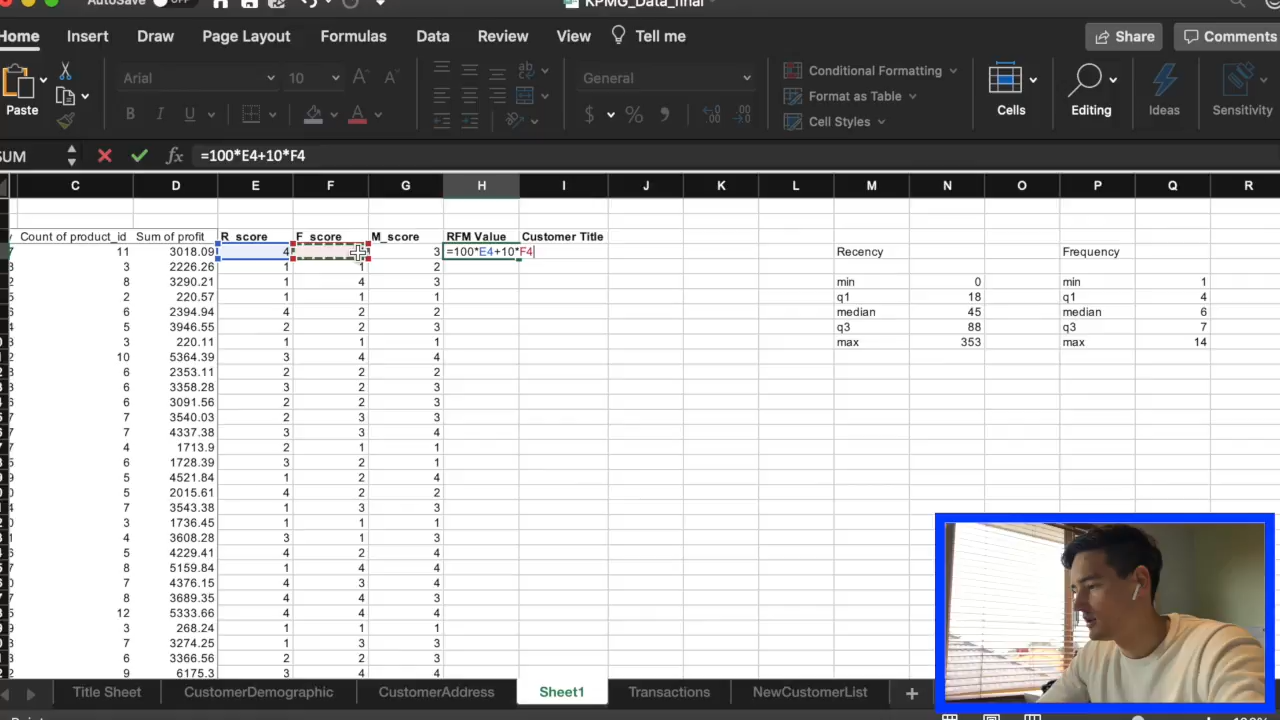 AutoSave OFF KPMG_Data_final
Home Insert Draw Page Layout Formulas Data Review View Tell me Share Comments
Arial 10 General Conditional Formatting
Format as Table
Cell Styles
Paste Cells Editing Ideas Sensitivity
B I U $ %
SUM fx =100*E4+10*F4
C D E F G H I J K L M N O P Q R
Count of product_id Sum of profit R_score F_score M_score RFM Value Customer Title
11 3018.09 4 3 =100*E4+10*F4 Recency Frequency
3 2226.26 1 1 2
8 3290.21 1 4 3 min 0 min 1
2 220.57 1 1 1 q1 18 q1 4
6 2394.94 4 2 2 median 45 median 6
5 3946.55 2 2 3 q3 88 q3 7
3 220.11 1 1 1 max 353 max 14
10 5364.39 3 4 4
6 2353.11 2 2 2
6 3358.28 3 2 3
6 3091.56 2 2 3
7 3540.03 2 3 3
7 4337.38 3 3 4
4 1713.9 2 1 1
6 1728.39 3 2 1
5 4521.84 1 2 4
5 2015.61 4 2 2
7 3543.38 1 3 3
3 1736.45 1 1 1
4 3608.28 3 1 3
5 4229.41 4 2 4
8 5159.84 1 4 4
7 4376.15 4 3 4
8 3689.35 1 4 3
12 5333.66 4 4 4
3 268.24 1 1 1
7 3274.25 3 3 3
6 3366.56 2 2 3
9 6175.3 3 4 4
Title Sheet CustomerDemographic CustomerAddress Sheet1 Transactions NewCustomerList +